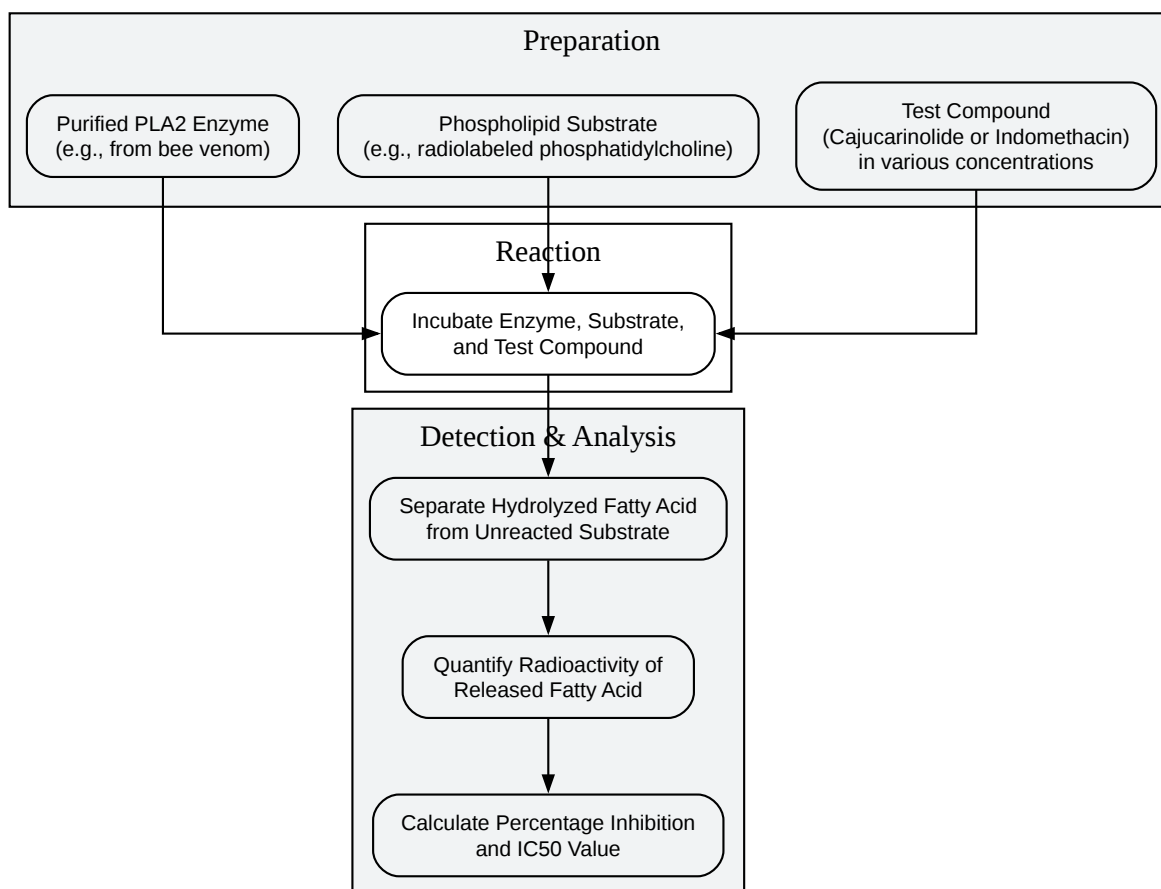 Preparation
Purified PLA2 Enzyme
(e.g., from bee venom)
Phospholipid Substrate
(e.g., radiolabeled phosphatidylcholine)
Test Compound
(Cajucarinolide or Indomethacin)
in various concentrations
Reaction
Incubate Enzyme, Substrate,
and Test Compound
Detection & Analysis
Separate Hydrolyzed Fatty Acid
from Unreacted Substrate
Quantify Radioactivity of
Released Fatty Acid
Calculate Percentage Inhibition
and IC50 Value